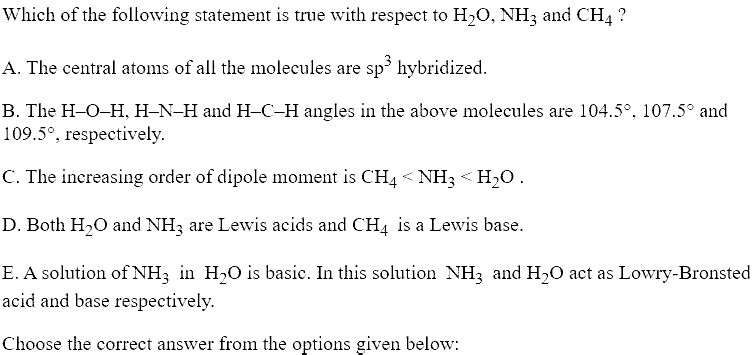 Which of the following statement is true with respect to H₂O, NH₃ and CH₄ ?
A. The central atoms of all the molecules are sp³ hybridized.
B. The H–O–H, H–N–H and H–C–H angles in the above molecules are 104.5°, 107.5° and
109.5°, respectively.
C. The increasing order of dipole moment is CH₄ < NH₃ < H₂O .
D. Both H₂O and NH₃ are Lewis acids and CH₄ is a Lewis base.
E. A solution of NH₃ in H₂O is basic. In this solution NH₃ and H₂O act as Lowry-Bronsted
acid and base respectively.
Choose the correct answer from the options given below: